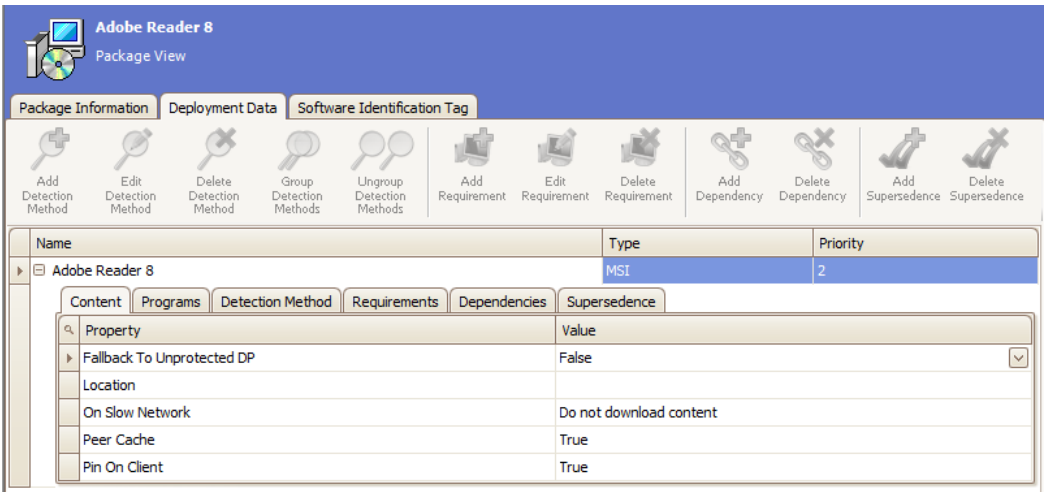 Adobe Reader 8
Package View
Package Information Deployment Data Software Identification Tag
Add Edit Delete Group Ungroup Add Edit Delete Add Delete Add Delete
Detection Detection Detection Detection Detection Requirement Requirement Requirement Dependency Dependency Supersedence Supersedence
Method Method Method Methods Methods
Name Type Priority
Adobe Reader 8 MSI 2
Content Programs Detection Method Requirements Dependencies Supersedence
Property Value
Fallback To Unprotected DP False
Location
On Slow Network Do not download content
Peer Cache True
Pin On Client True